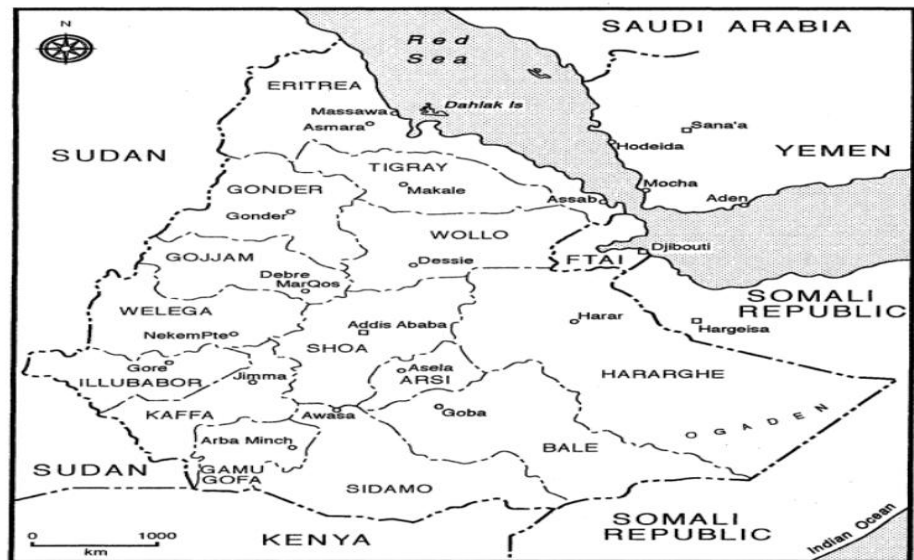 N
Red
Sea
SAUDI ARABIA
ERITREA
Massawa
Dahlak Is
Asmara
Sana'a
SUDAN
Hodeida
YEMEN
TIGRAY
GONDER
Makale
Mocha
Assab
Aden
Gonder
WOLLO
Djibouti
GOJJAM
Dessie
FTAI
Debre
MarQos
SOMALI
REPUBLIC
WELEGA
Addis Ababa
Harar
Hargeisa
NekemPte
SHOA
Gore
Asela
ILLUBABOR
Jimma
ARSI
HARARGHE
KAFFA
Awasa
Goba
OGADEN
Arba Minch
BALE
SUDAN
GAMU
GOFA
SIDAMO
SOMALI
REPUBLIC
Indian Ocean
0 1000
km
KENYA